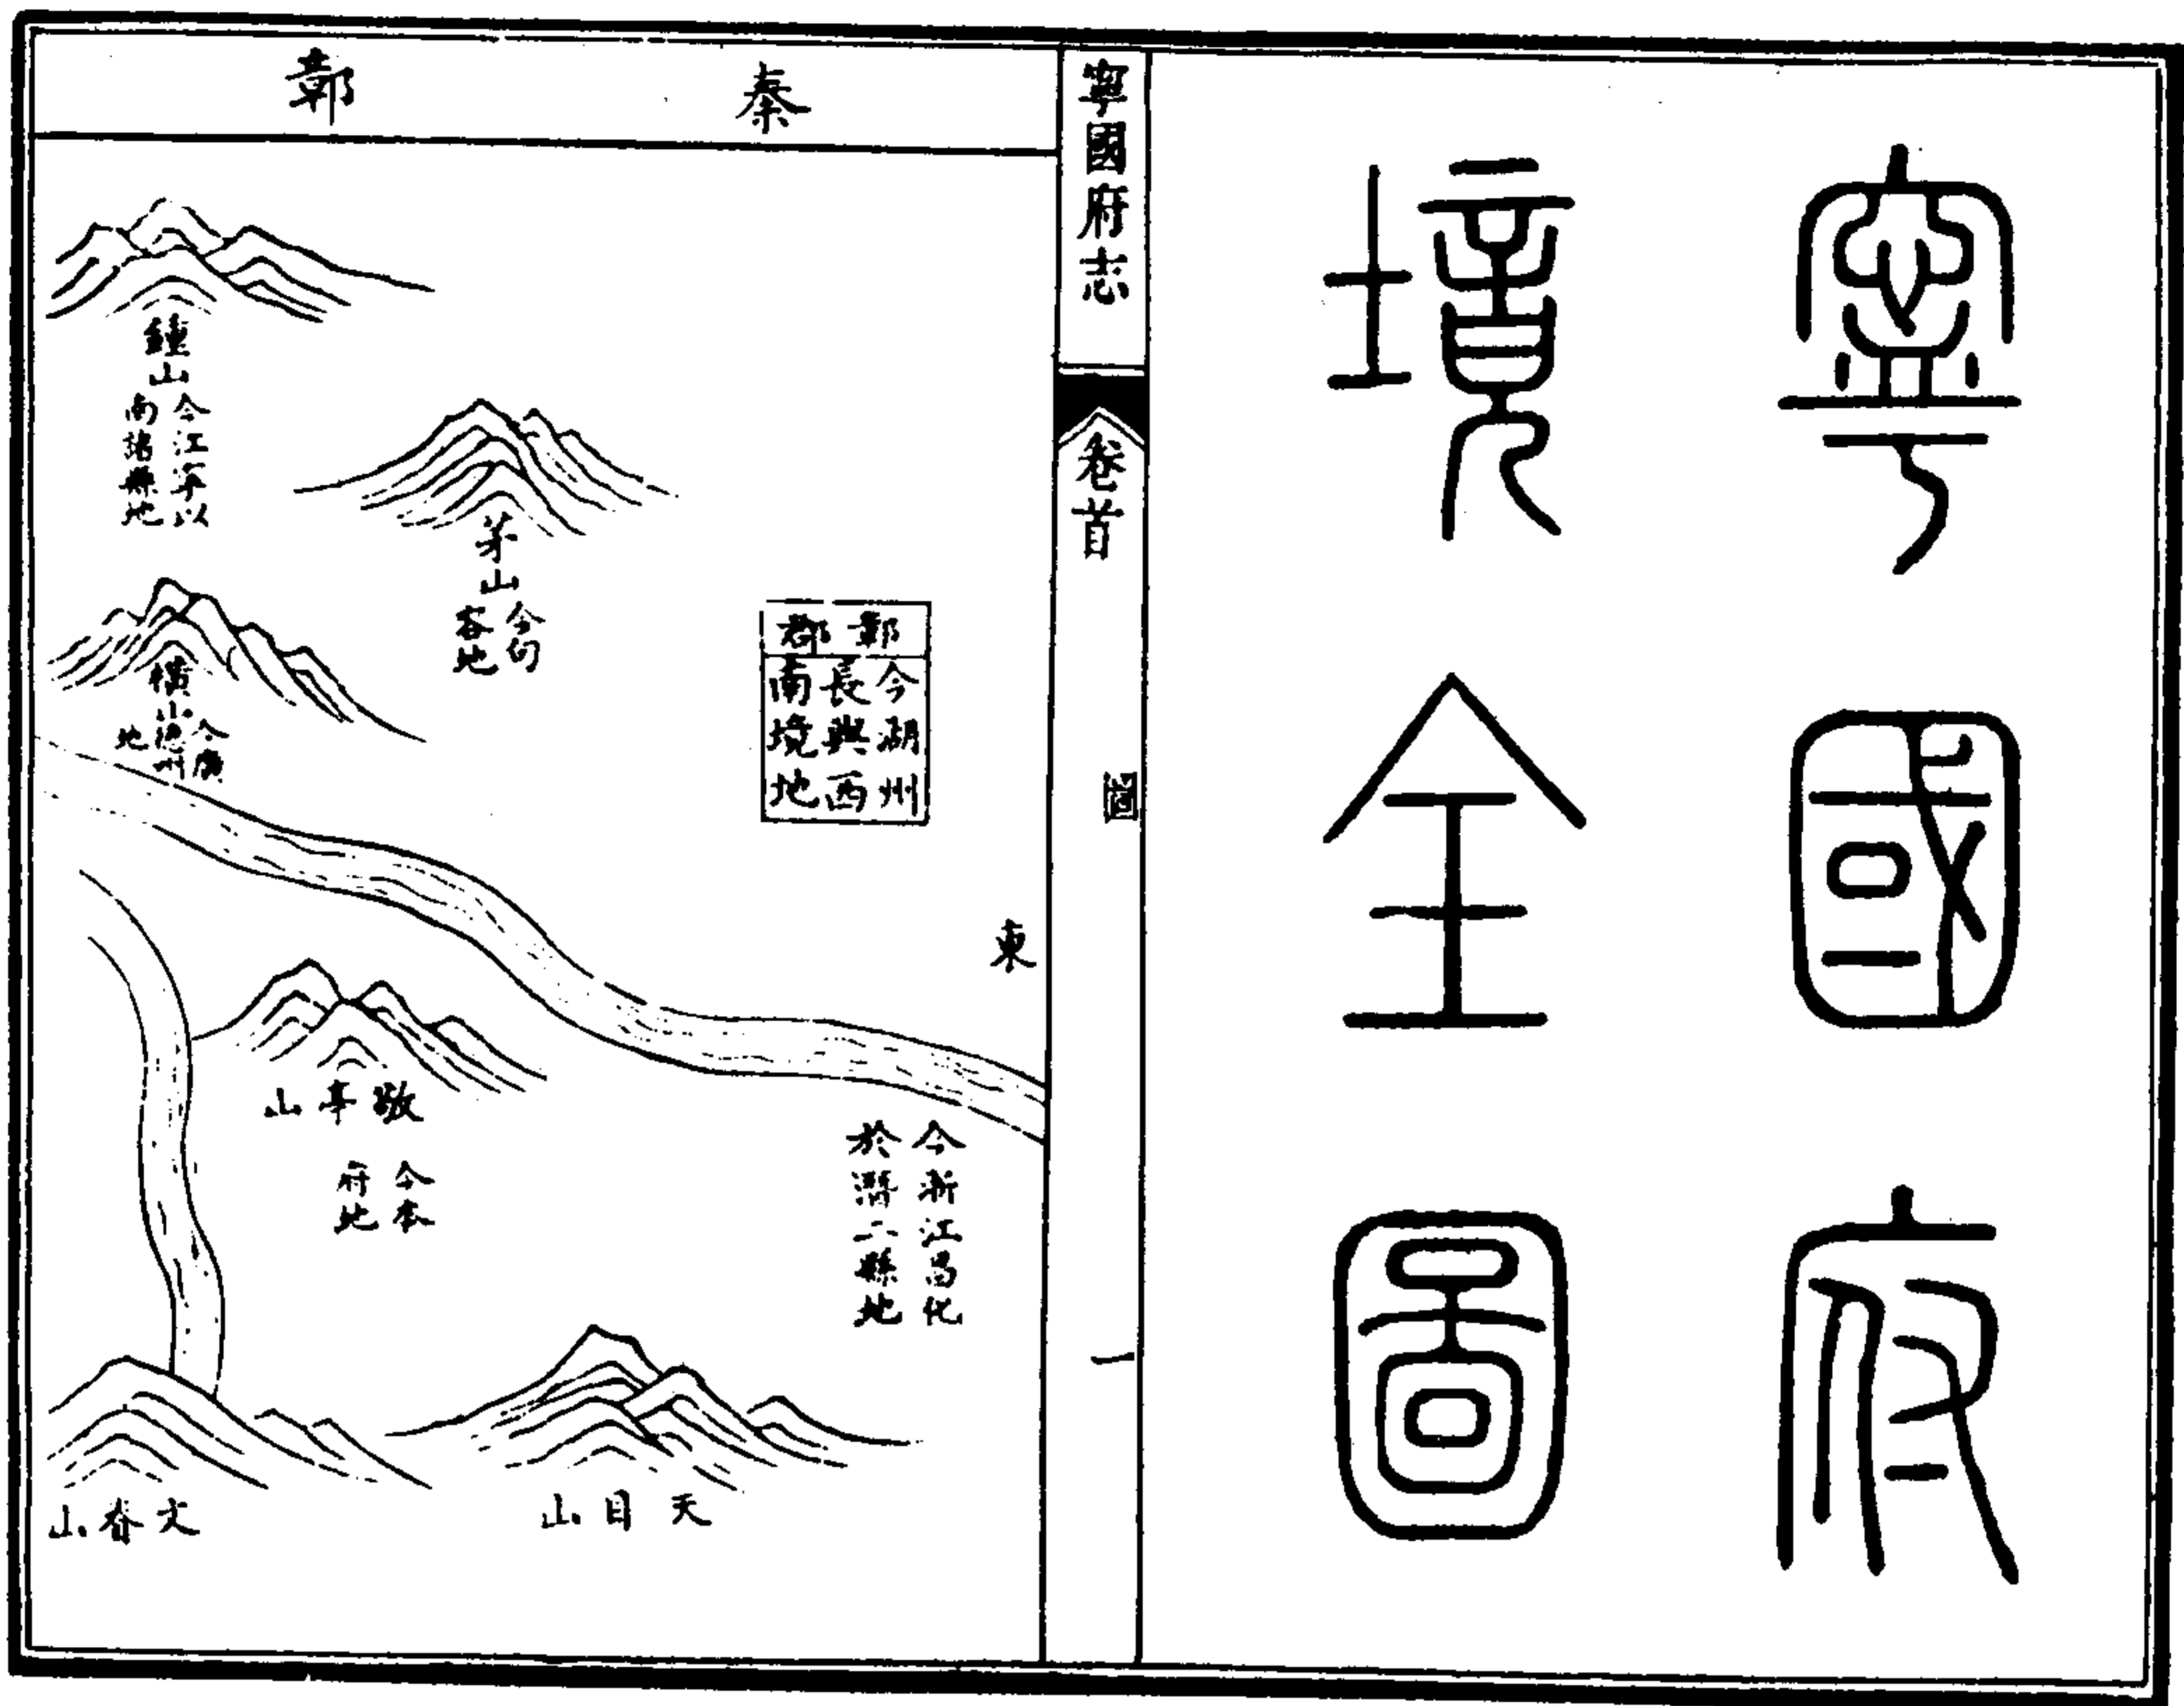 寧國府
境全圖
寧國府志
卷首
圖
一
秦鄣
東
鄣郡
今湖州
長興西
南境地
今浙江昌化
於潛二縣地
茅山
今句
容地
鍾山
今江寧以
南諸縣地
橫山
今廣
德州
地
敬亭山
今本
府地
天目山
文脊山